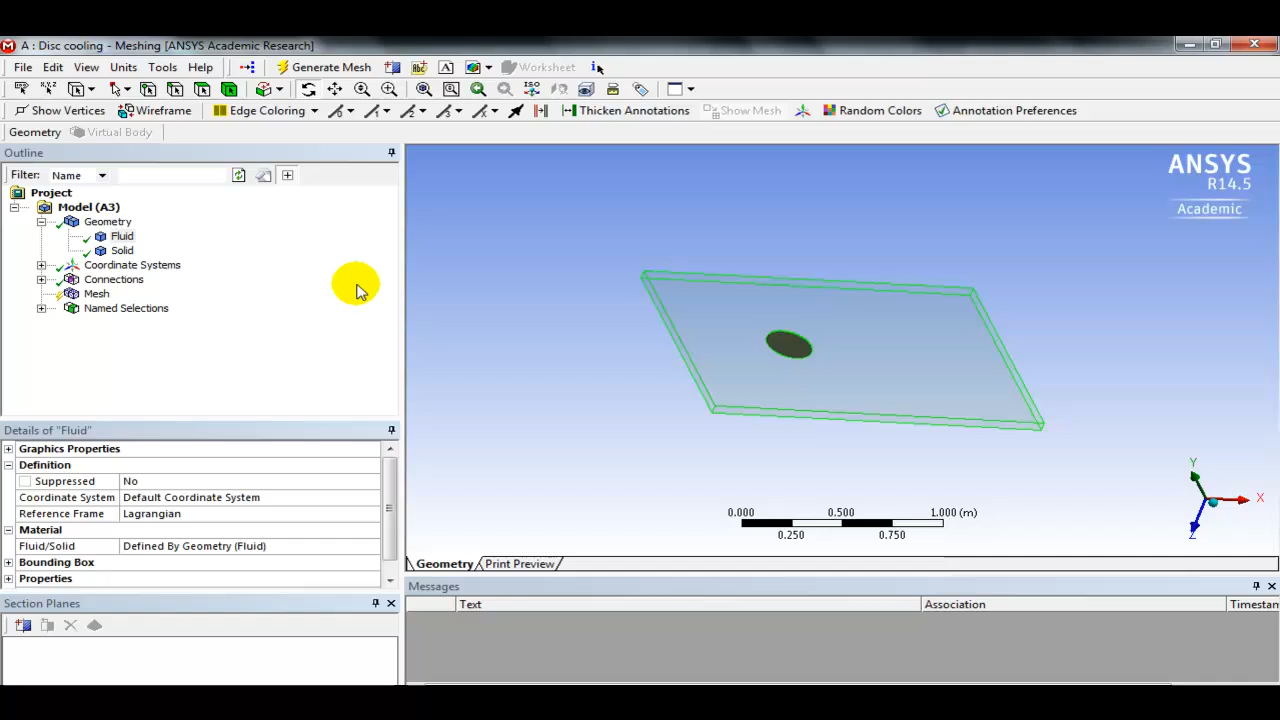 A : Disc cooling - Meshing [ANSYS Academic Research]
File Edit View Units Tools Help Generate Mesh Worksheet
Show Vertices Wireframe Edge Coloring Thicken Annotations Show Mesh Random Colors Annotation Preferences
Geometry Virtual Body
Outline
Filter: Name
Project
Model (A3)
Geometry
Fluid
Solid
Coordinate Systems
Connections
Mesh
Named Selections
ANSYS
R14.5
Academic
Y
X
Z
0.000 0.500 1.000 (m)
0.250 0.750
Geometry Print Preview
Details of "Fluid"
Graphics Properties
Definition
Suppressed No
Coordinate System Default Coordinate System
Reference Frame Lagrangian
Material
Fluid/Solid Defined By Geometry (Fluid)
Bounding Box
Properties
Section Planes
Messages
Text Association Timestam